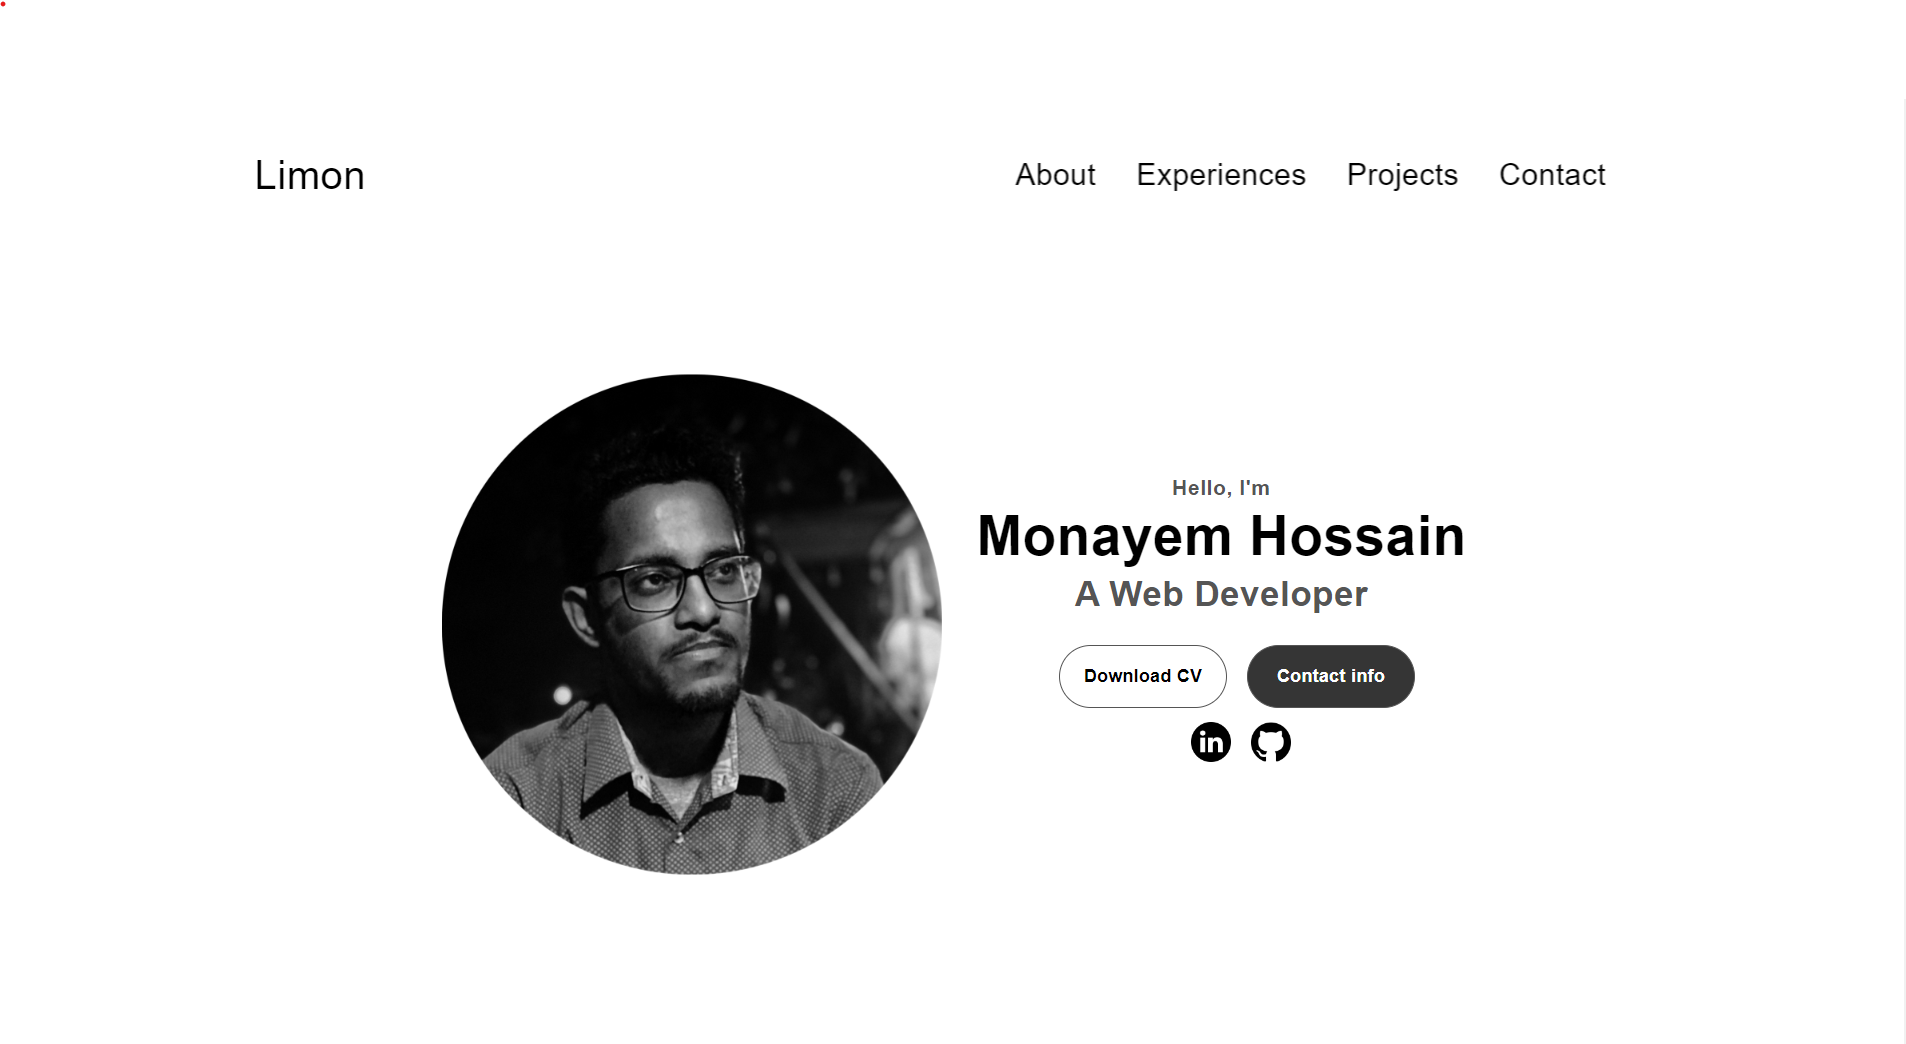 Limon
About Experiences Projects Contact
Hello, I'm
Monayem Hossain
A Web Developer
Download CV Contact info
in